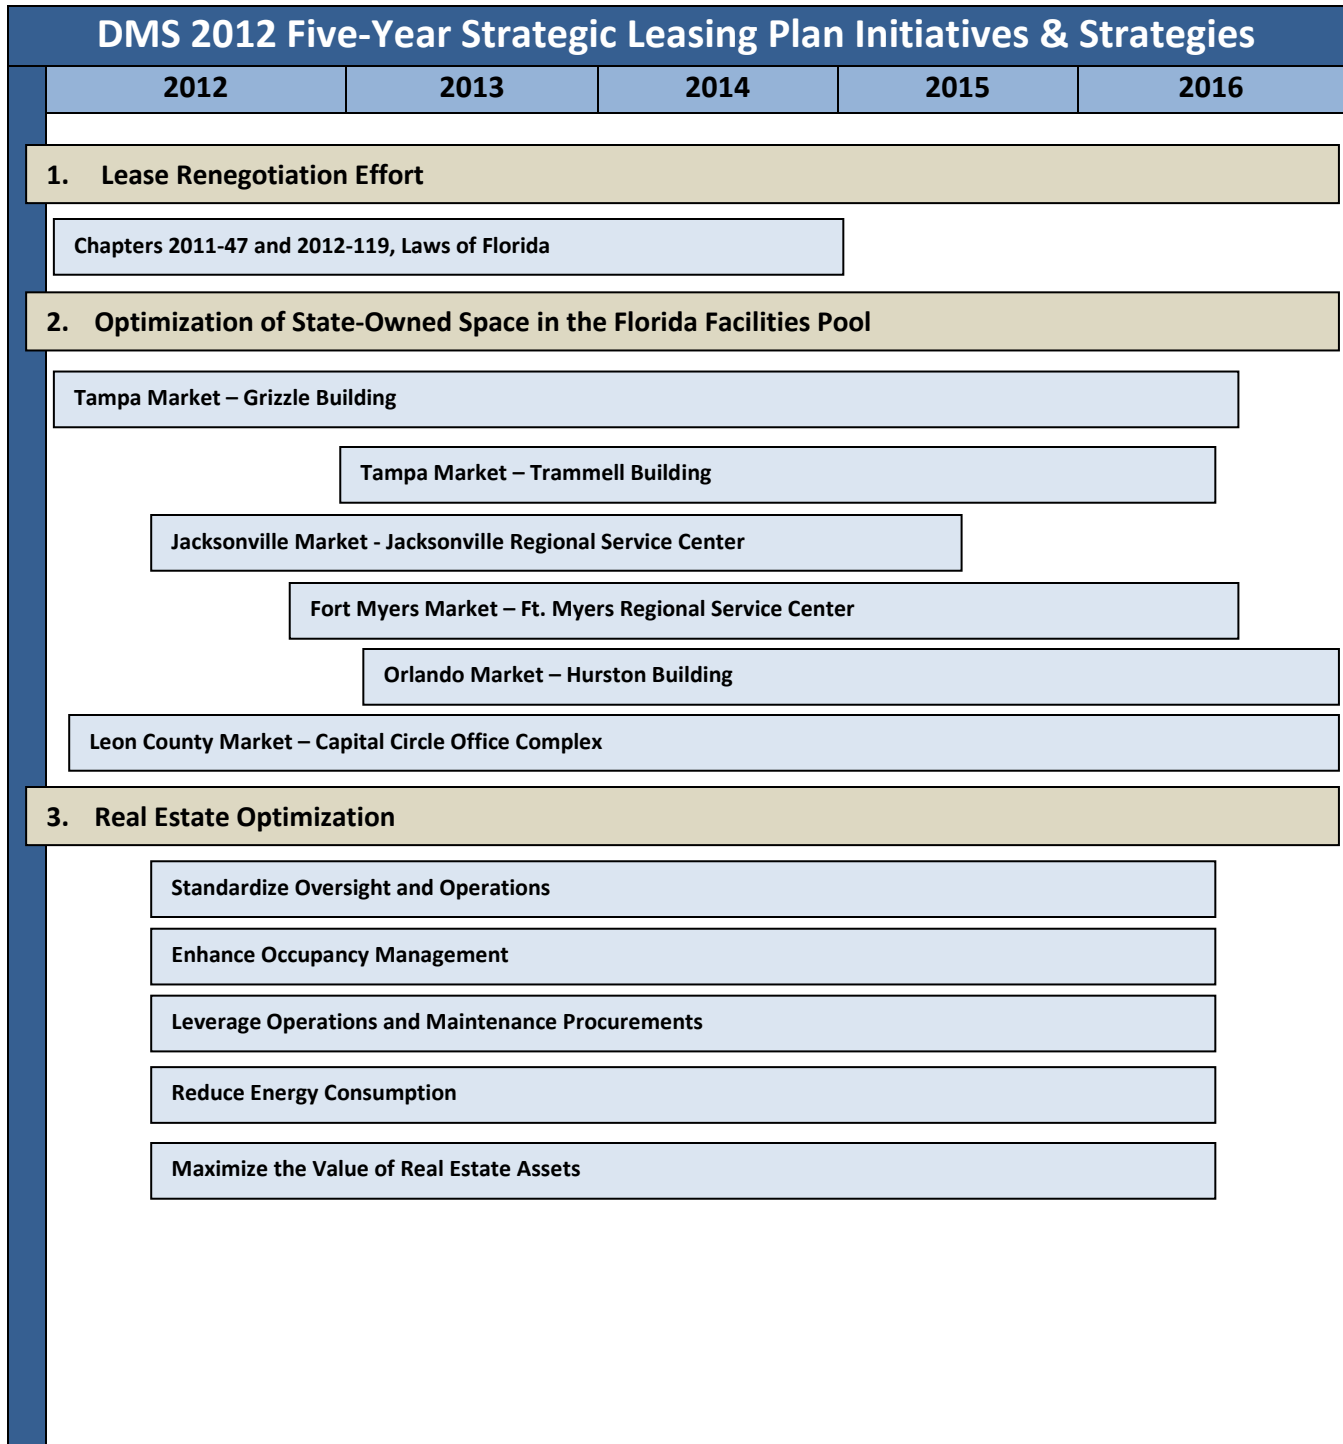 DMS 2012 Five-Year Strategic Leasing Plan Initiatives & Strategies
2012 2013 2014 2015 2016
1. Lease Renegotiation Effort
Chapters 2011-47 and 2012-119, Laws of Florida
2. Optimization of State-Owned Space in the Florida Facilities Pool
Tampa Market – Grizzle Building
Tampa Market – Trammell Building
Jacksonville Market - Jacksonville Regional Service Center
Fort Myers Market – Ft. Myers Regional Service Center
Orlando Market – Hurston Building
Leon County Market – Capital Circle Office Complex
3. Real Estate Optimization
Standardize Oversight and Operations
Enhance Occupancy Management
Leverage Operations and Maintenance Procurements
Reduce Energy Consumption
Maximize the Value of Real Estate Assets